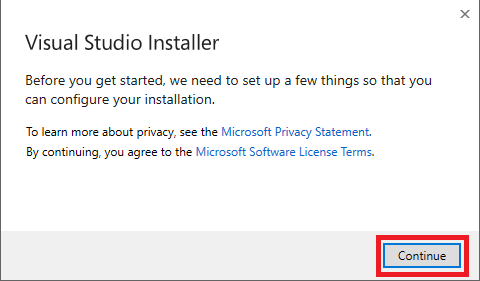 Visual Studio Installer
Before you get started, we need to set up a few things so that you
can configure your installation.
To learn more about privacy, see the Microsoft Privacy Statement.
By continuing, you agree to the Microsoft Software License Terms.
Continue